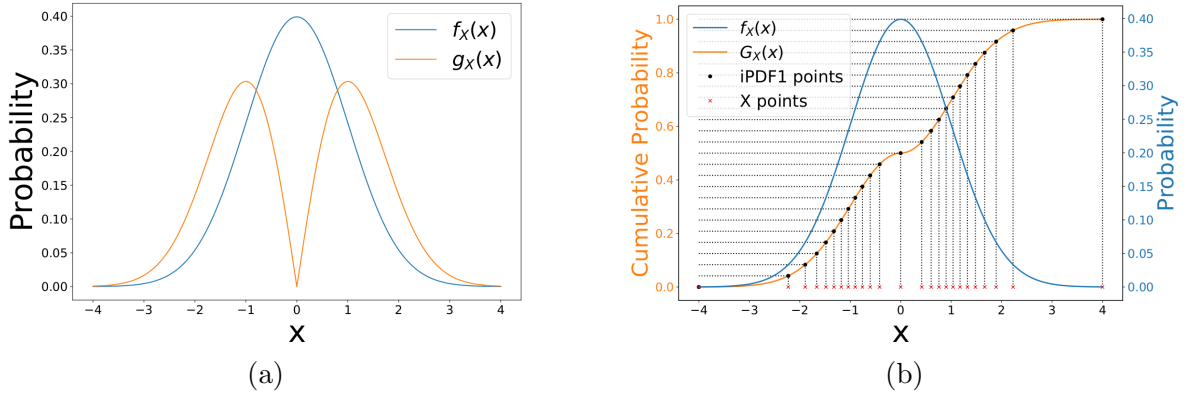 0.40
0.35
0.30
0.25
0.20
0.15
0.10
0.05
0.00
Probability
f_X(x)
g_X(x)
−4 −3 −2 −1 0 1 2 3 4
X
(a)
1.0
0.8
0.6
0.4
0.2
0.0
Cumulative Probability
f_X(x)
G_X(x)
iPDF1 points
X points
−4 −3 −2 −1 0 1 2 3 4
X
0.40
0.35
0.30
0.25
0.20
0.15
0.10
0.05
0.00
Probability
(b)